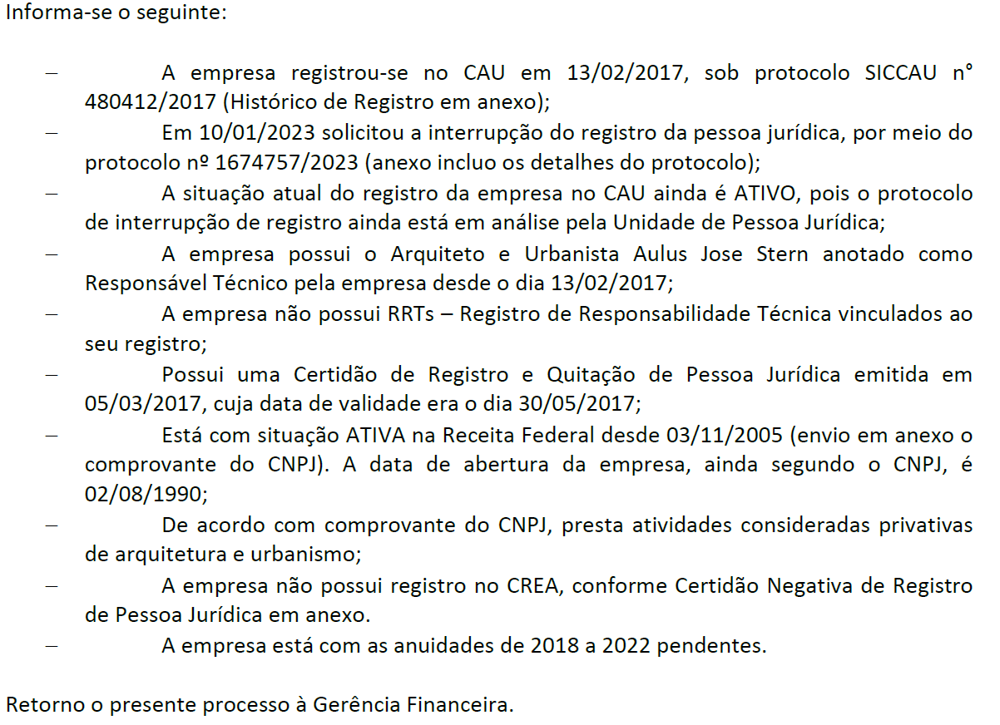 Informa-se o seguinte:
– A empresa registrou-se no CAU em 13/02/2017, sob protocolo SICCAU n°
480412/2017 (Histórico de Registro em anexo);
– Em 10/01/2023 solicitou a interrupção do registro da pessoa jurídica, por meio do
protocolo nº 1674757/2023 (anexo incluo os detalhes do protocolo);
– A situação atual do registro da empresa no CAU ainda é ATIVO, pois o protocolo
de interrupção de registro ainda está em análise pela Unidade de Pessoa Jurídica;
– A empresa possui o Arquiteto e Urbanista Aulus Jose Stern anotado como
Responsável Técnico pela empresa desde o dia 13/02/2017;
– A empresa não possui RRTs – Registro de Responsabilidade Técnica vinculados ao
seu registro;
– Possui uma Certidão de Registro e Quitação de Pessoa Jurídica emitida em
05/03/2017, cuja data de validade era o dia 30/05/2017;
– Está com situação ATIVA na Receita Federal desde 03/11/2005 (envio em anexo o
comprovante do CNPJ). A data de abertura da empresa, ainda segundo o CNPJ, é
02/08/1990;
– De acordo com comprovante do CNPJ, presta atividades consideradas privativas
de arquitetura e urbanismo;
– A empresa não possui registro no CREA, conforme Certidão Negativa de Registro
de Pessoa Jurídica em anexo.
– A empresa está com as anuidades de 2018 a 2022 pendentes.
Retorno o presente processo à Gerência Financeira.